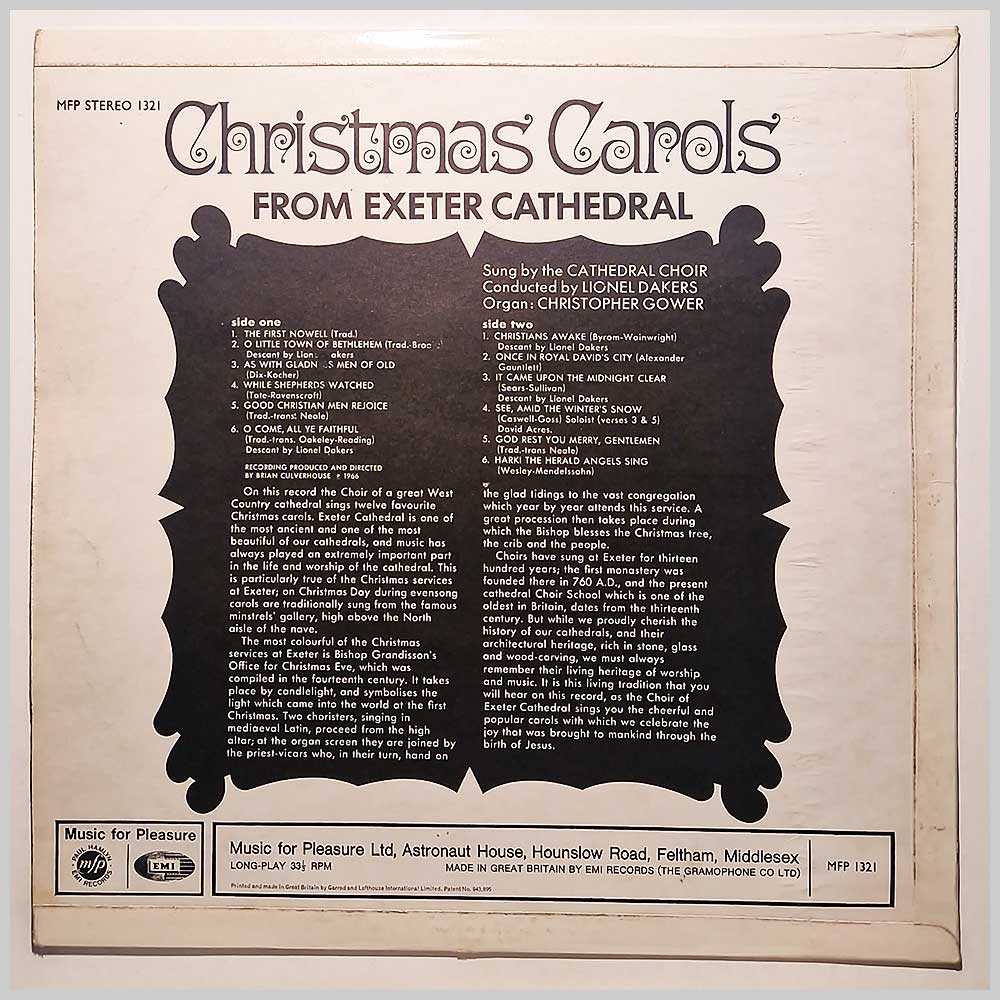 MFP STEREO 1321
Christmas Carols
FROM EXETER CATHEDRAL
Sung by the CATHEDRAL CHOIR
Conducted by LIONEL DAKERS
Organ: CHRISTOPHER GOWER
side one
1. THE FIRST NOWELL (Trad.)
2. O LITTLE TOWN OF BETHLEHEM
Descant by
3. AS WITH MEN OF OLD
(Dix-Kocher)
4. WHILE SHEPHERDS WATCHED
(Tate-Ravenscroft)
5. GOOD CHRISTIAN MEN REJOICE
(Trad.-trans: Neale)
6. O COME, ALL YE FAITHFUL
(Trad.-trans. Oakeley-Reading)
Descant by Lionel Dakers
RECORDING PRODUCED AND DIRECTED
BY BRIAN CULVERHOUSE P 1966
side two
1. CHRISTIANS AWAKE (Byrom-Wainwright)
Descant by Lionel Dakers
2. ONCE IN ROYAL DAVID'S CITY (Alexander
Gauntlett)
3. IT CAME UPON THE MIDNIGHT CLEAR
(Sears-Sullivan)
Descant by Lionel Dakers
4. SEE, AMID THE WINTER'S SNOW
(Caswell-Goss) Soloist (verses 3 & 5)
David Acres.
5. GOD REST YOU MERRY, GENTLEMEN
(Trad.-trans Neale)
6. HARK! THE HERALD ANGELS SING
(Wesley-Mendelssohn)
On this record the Choir of a great West
Country cathedral sings twelve favourite
Christmas carols. Exeter Cathedral is one of
the most ancient and one of the most
beautiful of our cathedrals, and music has
always played an extremely important part
in the life and worship of the cathedral. This
is particularly true of the Christmas services
at Exeter; on Christmas Day during evensong
carols are traditionally sung from the famous
minstrels' gallery, high above the North
aisle of the nave.
The most colourful of the Christmas
services at Exeter is Bishop Grandisson's
Office for Christmas Eve, which was
compiled in the fourteenth century. It takes
place by candlelight, and symbolises the
light which came into the world at the first
Christmas. Two choristers, singing in
mediaeval Latin, proceed from the high
altar; at the organ screen they are joined by
the priest-vicars who, in their turn, hand on
the glad tidings to the vast congregation
which year by year attends this service. A
great procession then takes place during
which the Bishop blesses the Christmas tree,
the crib and the people.
Choirs have sung at Exeter for thirteen
hundred years; the first monastery was
founded there in 760 A.D., and the present
cathedral Choir School which is one of the
oldest in Britain, dates from the thirteenth
century. But while we proudly cherish the
history of our cathedrals, and their
architectural heritage, rich in stone, glass
and wood-carving, we must always
remember their living heritage of worship
and music. It is this living tradition that you
will hear on this record, as the Choir of
Exeter Cathedral sings you the cheerful and
popular carols with which we celebrate the
joy that was brought to mankind through the
birth of Jesus.
Music for Pleasure
PAUL HAMLYN
mfp
EMI RECORDS
EMI
Music for Pleasure Ltd, Astronaut House, Hounslow Road, Feltham, Middlesex
LONG-PLAY 33⅓ RPM
MADE IN GREAT BRITAIN BY EMI RECORDS (THE GRAMOPHONE CO LTD)
MFP 1321
Printed and made in Great Britain by Garrod and Lofthouse International Limited. Patent No. 943,895